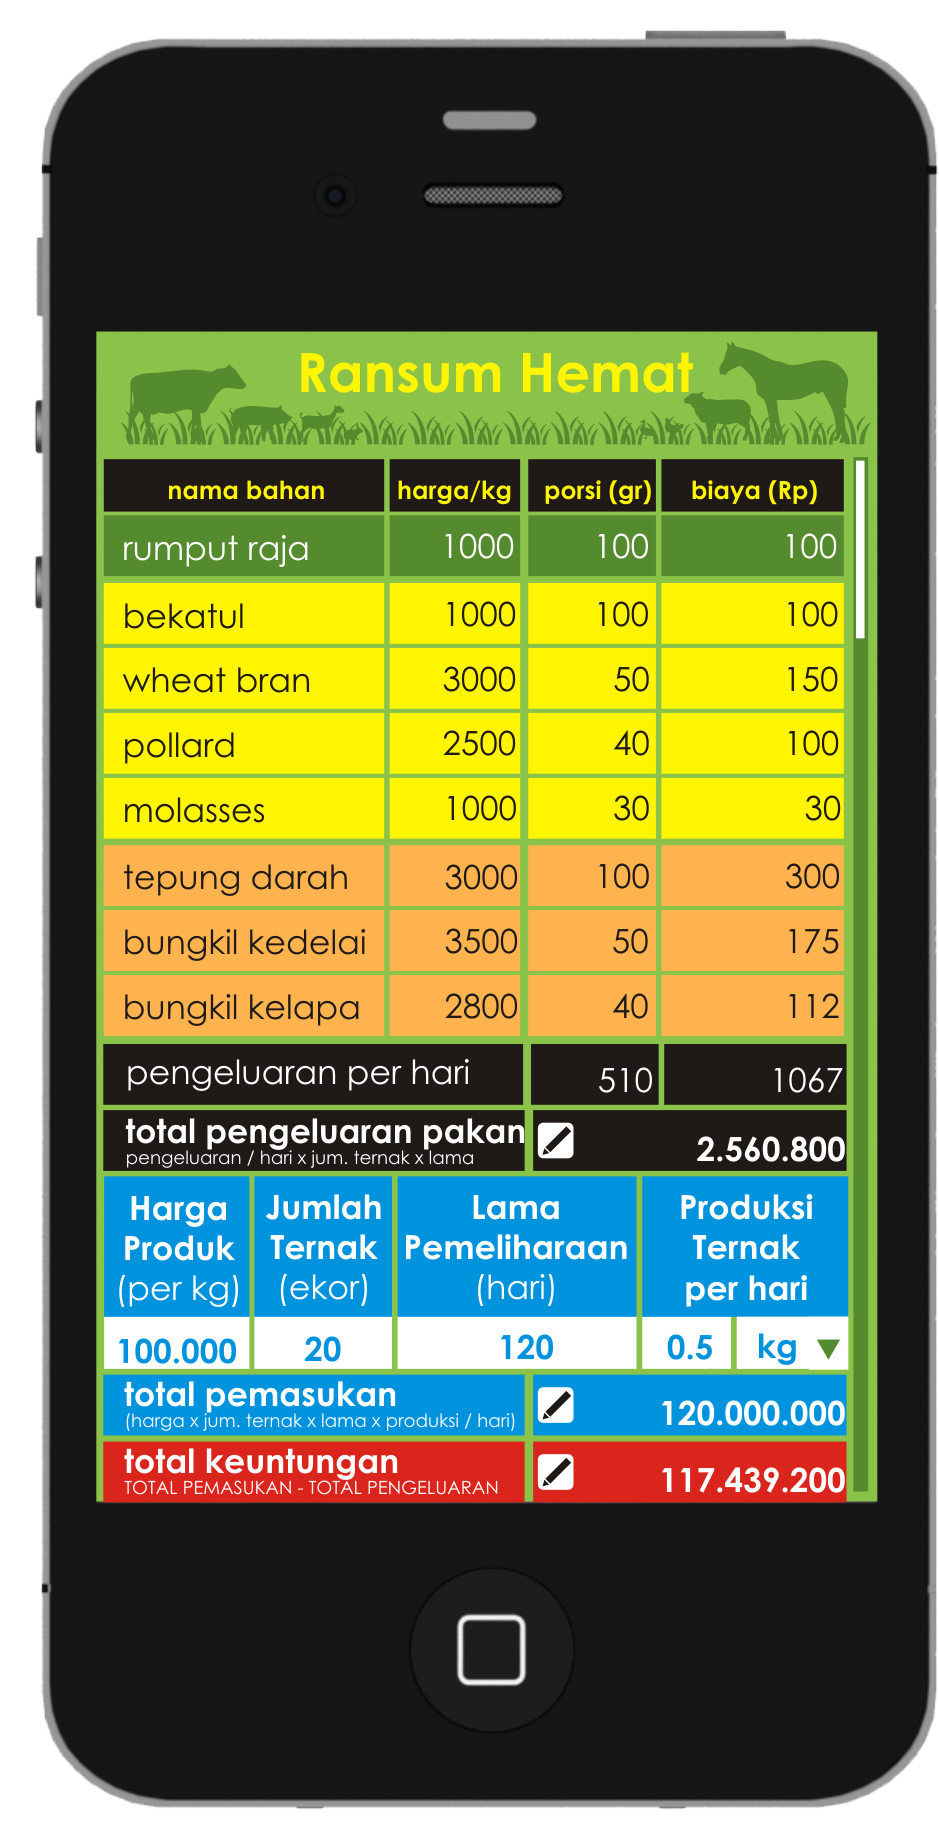 Ransum Hemat
nama bahan harga/kg porsi (gr) biaya (Rp)
rumput raja 1000 100 100
bekatul 1000 100 100
wheat bran 3000 50 150
pollard 2500 40 100
molasses 1000 30 30
tepung darah 3000 100 300
bungkil kedelai 3500 50 175
bungkil kelapa 2800 40 112
pengeluaran per hari 510 1067
total pengeluaran pakan 2.560.800
pengeluaran / hari x jum. ternak x lama
Harga Jumlah Lama Produksi
Produk Ternak Pemeliharaan Ternak
(per kg) (ekor) (hari) per hari
100.000 20 120 0.5 kg
total pemasukan 120.000.000
(harga x jum. ternak x lama x produksi / hari)
total keuntungan 117.439.200
TOTAL PEMASUKAN - TOTAL PENGELUARAN